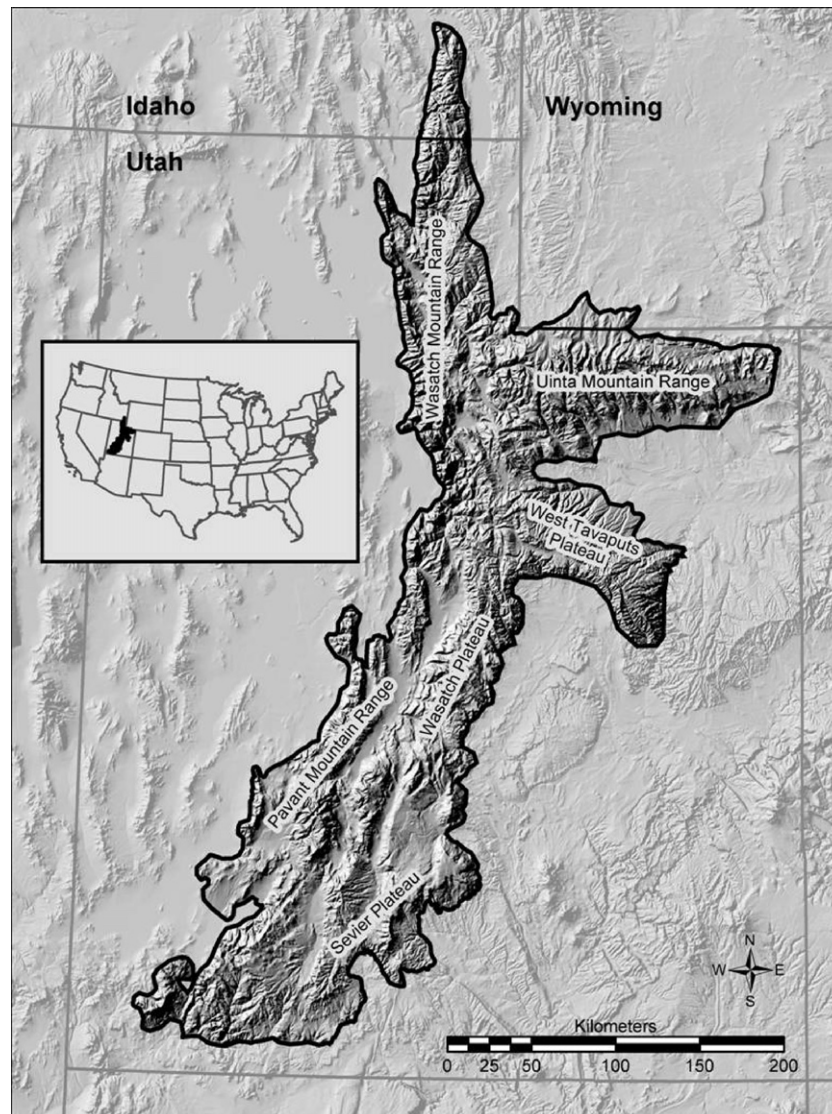 Idaho
Wyoming
Utah
Wasatch Mountain Range
Uinta Mountain Range
West Tavaputs
Plateau
Wasatch Plateau
Pavant Mountain Range
Sevier Plateau
N
W E
S
Kilometers
0 25 50 100 150 200